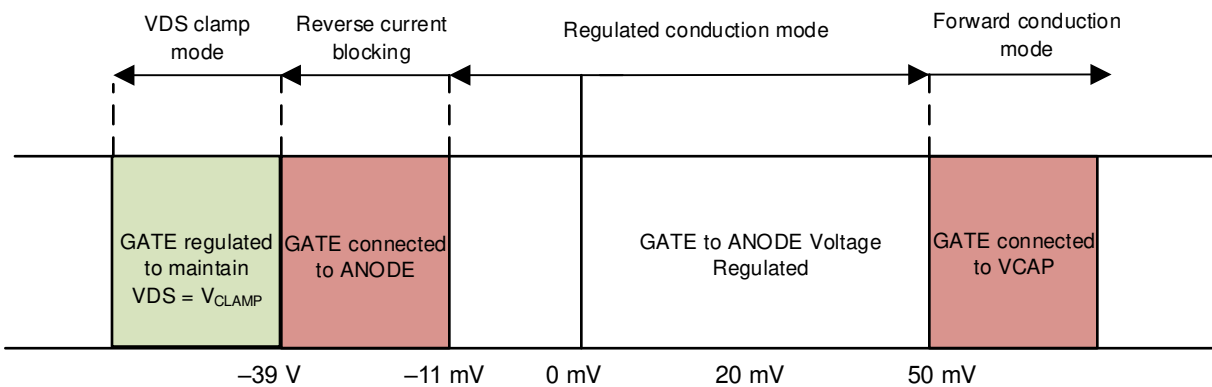 VDS clamp
mode
Reverse current
blocking
Regulated conduction mode
Forward conduction
mode
GATE regulated
to maintain
VDS = VCLAMP
GATE connected
to ANODE
GATE to ANODE Voltage
Regulated
GATE connected
to VCAP
–39 V
–11 mV
0 mV
20 mV
50 mV